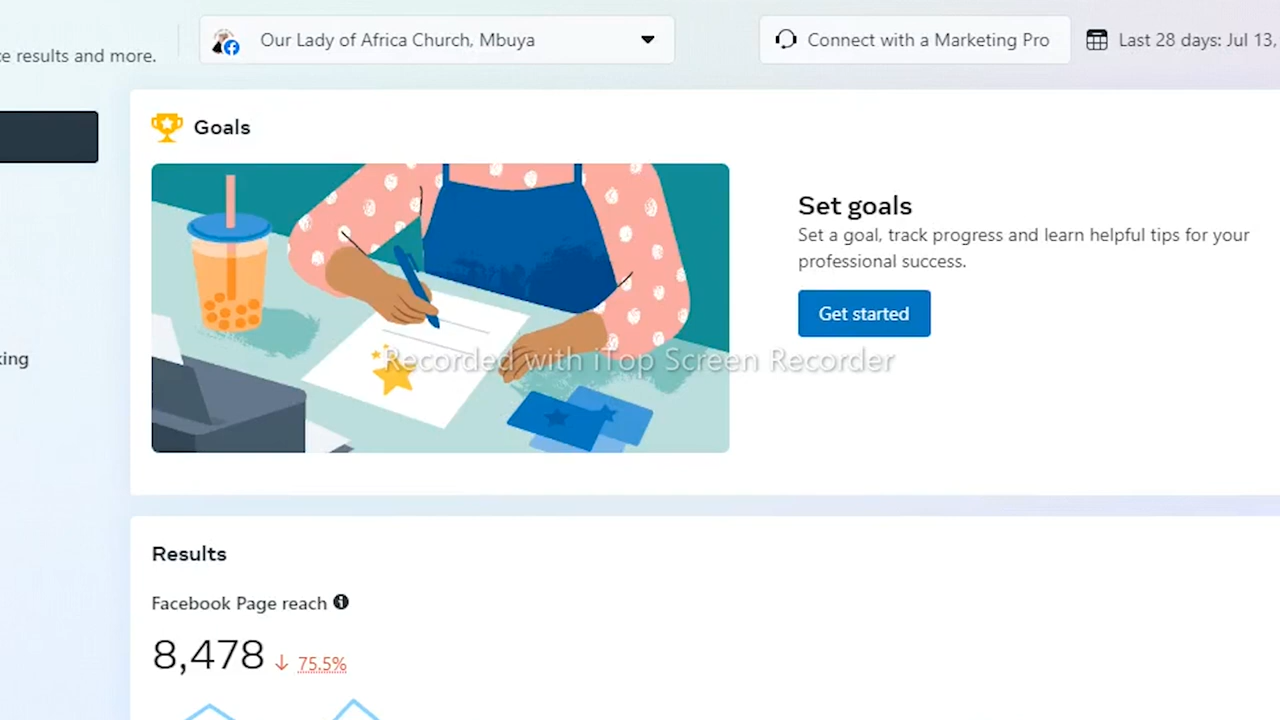 ce results and more.
Our Lady of Africa Church, Mbuya
Connect with a Marketing Pro
Last 28 days: Jul 13,
Goals
Set goals
Set a goal, track progress and learn helpful tips for your
professional success.
Get started
king
Recorded with iTop Screen Recorder
Results
Facebook Page reach
8,478 ↓ 75.5%